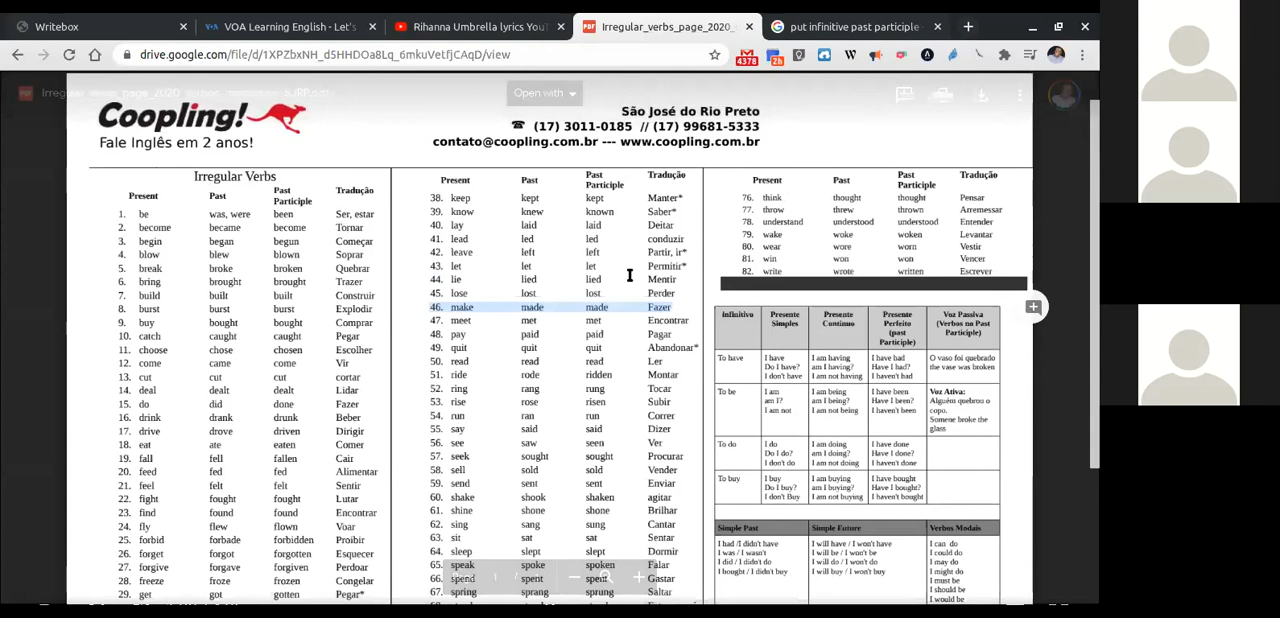 Writebox
VOA Learning English - Let's
Rihanna Umbrella lyrics You
Irregular_verbs_page_2020_
put infinitive past participle
drive.google.com/file/d/1XPZbxNH_d5HHDOa8Lq_6mkuVetfjCAqD/view
4378
2h
Open with
Coopling!
Fale Inglês em 2 anos!
São José do Rio Preto
(17) 3011-0185 // (17) 99681-5333
contato@coopling.com.br --- www.coopling.com.br
Irregular Verbs
Present Past Past Participle Tradução
1. be was, were been Ser, estar
2. become became become Tornar
3. begin began begun Começar
4. blow blew blown Soprar
5. break broke broken Quebrar
6. bring brought brought Trazer
7. build built built Construir
8. burst burst burst Explodir
9. buy bought bought Comprar
10. catch caught caught Pegar
11. choose chose chosen Escolher
12. come came come Vir
13. cut cut cut cortar
14. deal dealt dealt Lidar
15. do did done Fazer
16. drink drank drunk Beber
17. drive drove driven Dirigir
18. eat ate eaten Comer
19. fall fell fallen Cair
20. feed fed fed Alimentar
21. feel felt felt Sentir
22. fight fought fought Lutar
23. find found found Encontrar
24. fly flew flown Voar
25. forbid forbade forbidden Proibir
26. forget forgot forgotten Esquecer
27. forgive forgave forgiven Perdoar
28. freeze froze frozen Congelar
29. get got gotten Pegar*
Present Past Past Participle Tradução
38. keep kept kept Manter*
39. know knew known Saber*
40. lay laid laid Deitar
41. lead led led conduzir
42. leave left left Partir, ir*
43. let let let Permitir*
44. lie lied lied Mentir
45. lose lost lost Perder
46. make made made Fazer
47. meet met met Encontrar
48. pay paid paid Pagar
49. quit quit quit Abandonar*
50. read read read Ler
51. ride rode ridden Montar
52. ring rang rung Tocar
53. rise rose risen Subir
54. run ran run Correr
55. say said said Dizer
56. see saw seen Ver
57. seek sought sought Procurar
58. sell sold sold Vender
59. send sent sent Enviar
60. shake shook shaken agitar
61. shine shone shone Brilhar
62. sing sang sung Cantar
63. sit sat sat Sentar
64. sleep slept slept Dormir
65. speak spoke spoken Falar
66. spend spent spent Gastar
67. spring sprang sprung Saltar
Present Past Past Participle Tradução
76. think thought thought Pensar
77. throw threw thrown Arremessar
78. understand understood understood Entender
79. wake woke woken Levantar
80. wear wore worn Vestir
81. win won won Vencer
82. write wrote written Escrever
infinitivo Presente Simples Presente Continuo Presente Perfeito (past Participle) Voz Passiva (Verbos no Past Participle)
To have I have I am having I have had O vaso foi quebrado
Do I have? am I having? Have I had? the vase was broken
I don't have I am not having I haven't had
To be I am I am being I have been Voz Ativa:
am I? am I being? Have I been? Alguém quebrou o
I am not I am not being I haven't been copo.
Somene broke the
glass
To do I do I am doing I have done
Do I do? am I doing? Have I done?
I don't do I am not doing I haven't done
To buy I buy I am buying I have bought
Do I buy? am I buying? Have I bought?
I don't Buy I am not buying I haven't bought
Simple Past Simple Future Verbos Modais
I had /I didn't have I will have / I won't have I can do
I was / I wasn't I will be / I won't be I could do
I did / I didn't do I will do / I won't do I may do
I bought / I didn't buy I will buy / I won't buy I might do
I must be
I should be
I would be